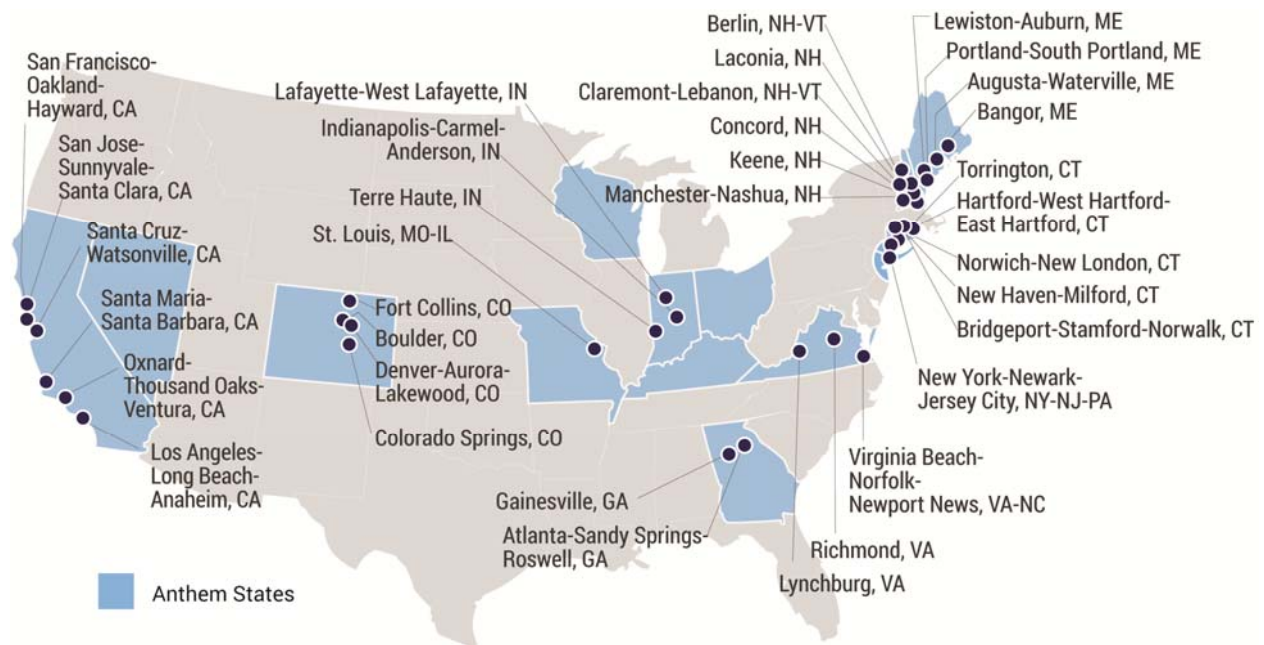 San Francisco-
Oakland-
Hayward, CA
San Jose-
Sunnyvale-
Santa Clara, CA
Santa Cruz-
Watsonville, CA
Santa Maria-
Santa Barbara, CA
Oxnard-
Thousand Oaks-
Ventura, CA
Los Angeles-
Long Beach-
Anaheim, CA
Lafayette-West Lafayette, IN
Indianapolis-Carmel-
Anderson, IN
Terre Haute, IN
St. Louis, MO-IL
Fort Collins, CO
Boulder, CO
Denver-Aurora-
Lakewood, CO
Colorado Springs, CO
Berlin, NH-VT
Laconia, NH
Claremont-Lebanon, NH-VT
Concord, NH
Keene, NH
Manchester-Nashua, NH
Lewiston-Auburn, ME
Portland-South Portland, ME
Augusta-Waterville, ME
Bangor, ME
Torrington, CT
Hartford-West Hartford-
East Hartford, CT
Norwich-New London, CT
New Haven-Milford, CT
Bridgeport-Stamford-Norwalk, CT
New York-Newark-
Jersey City, NY-NJ-PA
Virginia Beach-
Norfolk-
Newport News, VA-NC
Richmond, VA
Lynchburg, VA
Gainesville, GA
Atlanta-Sandy Springs-
Roswell, GA
Anthem States